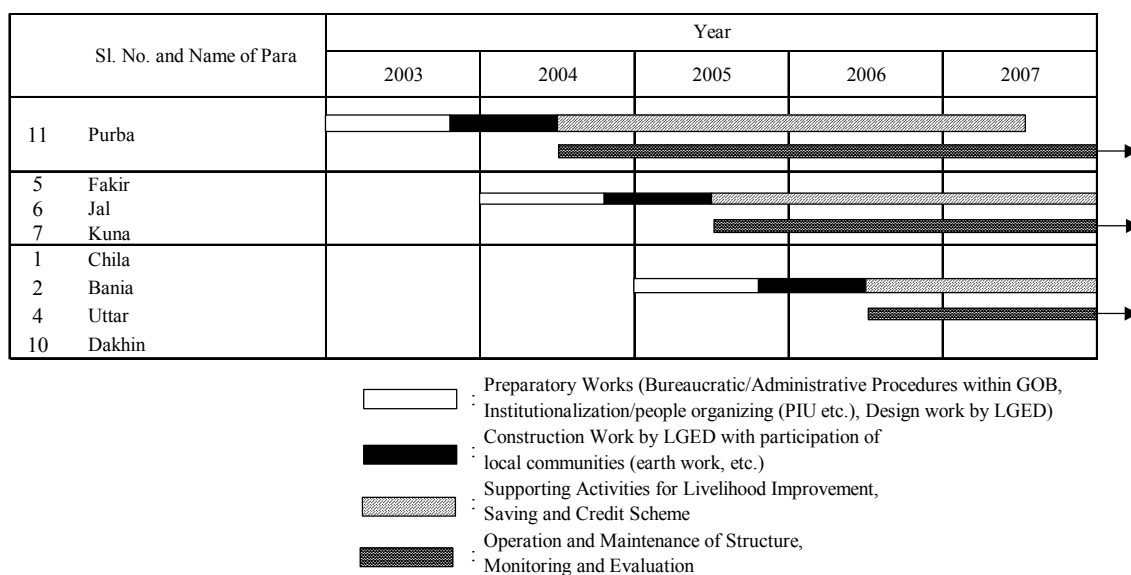 Sl. No. and Name of Para
Year
2003 2004 2005 2006 2007
11 Purba
5 Fakir
6 Jal
7 Kuna
1 Chila
2 Bania
4 Uttar
10 Dakhin
: Preparatory Works (Bureaucratic/Administrative Procedures within GOB,
Institutionalization/people organizing (PIU etc.), Design work by LGED)
: Construction Work by LGED with participation of
local communities (earth work, etc.)
: Supporting Activities for Livelihood Improvement,
Saving and Credit Scheme
: Operation and Maintenance of Structure,
Monitoring and Evaluation